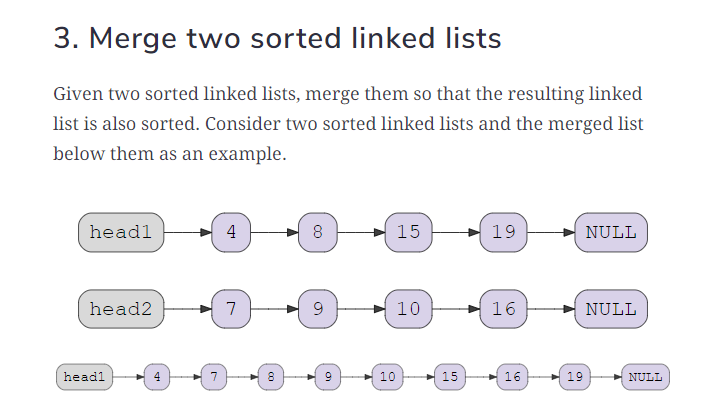 3. Merge two sorted linked lists
Given two sorted linked lists, merge them so that the resulting linked
list is also sorted. Consider two sorted linked lists and the merged list
below them as an example.
head1 4 8 15 19 NULL
head2 7 9 10 16 NULL
head1 4 7 8 9 10 15 16 19 NULL